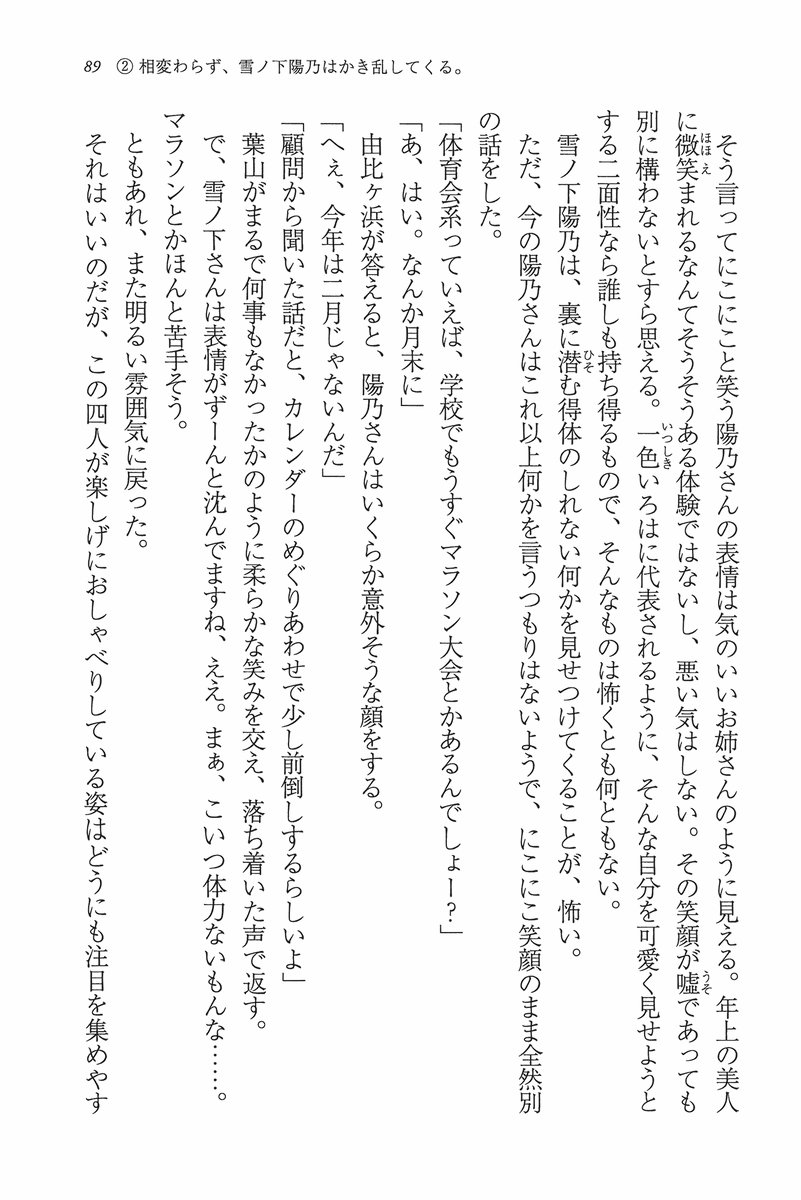 89 ② 相変わらず、雪ノ下陽乃はかき乱してくる。
そう言ってにこにこと笑う陽乃さんの表情は気のいいお姉さんのように見える。年上の美人
に微笑まれるなんてそうそうある体験ではないし、悪い気はしない。その笑顔が嘘であっても
別に構わないとすら思える。一色いろはに代表されるように、そんな自分を可愛く見せようと
する二面性なら誰しも持ち得るもので、そんなものは怖くとも何ともない。
雪ノ下陽乃は、裏に潜む得体のしれない何かを見せつけてくることが、怖い。
ただ、今の陽乃さんはこれ以上何かを言うつもりはないようで、にこにこ笑顔のまま全然別
の話をした。
「体育会系っていえば、学校でもうすぐマラソン大会とかあるんでしょー?」
「あ、はい。なんか月末に」
由比ヶ浜が答えると、陽乃さんはいくらか意外そうな顔をする。
「へぇ、今年は二月じゃないんだ」
「顧問から聞いた話だと、カレンダーのめぐりあわせで少し前倒しするらしいよ」
葉山がまるで何事もなかったかのように柔らかな笑みを交え、落ち着いた声で返す。
で、雪ノ下さんは表情がずーんと沈んでますね、ええ。まぁ、こいつ体力ないもんな……。
マラソンとかほんと苦手そう。
ともあれ、また明るい雰囲気に戻った。
それはいいのだが、この四人が楽しげにおしゃべりしている姿はどうにも注目を集めやす